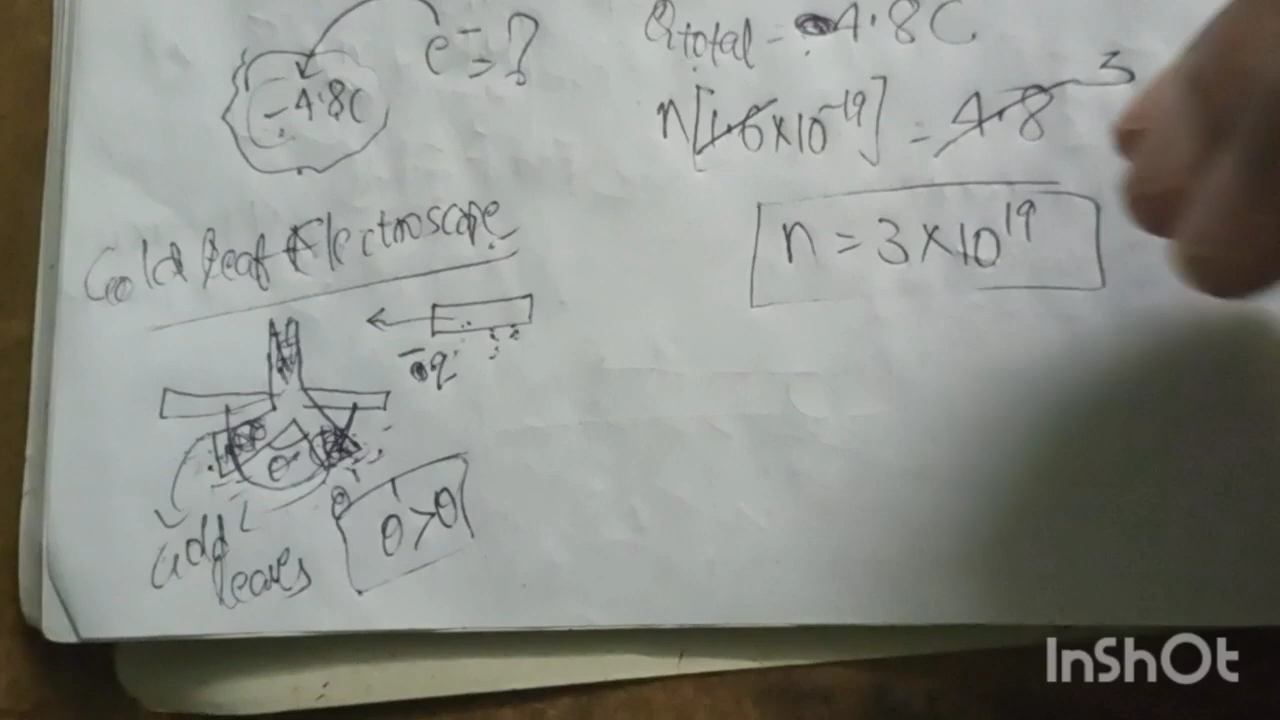 e⁻ = ?
-4.8C
Qtotal = -4.8C
n[1.6×10⁻¹⁹] = 4.8 3
n = 3×10¹⁹
Gold Leaf Electroscope
-q
θ
Gold
leaves
θ' > θ
InShOt